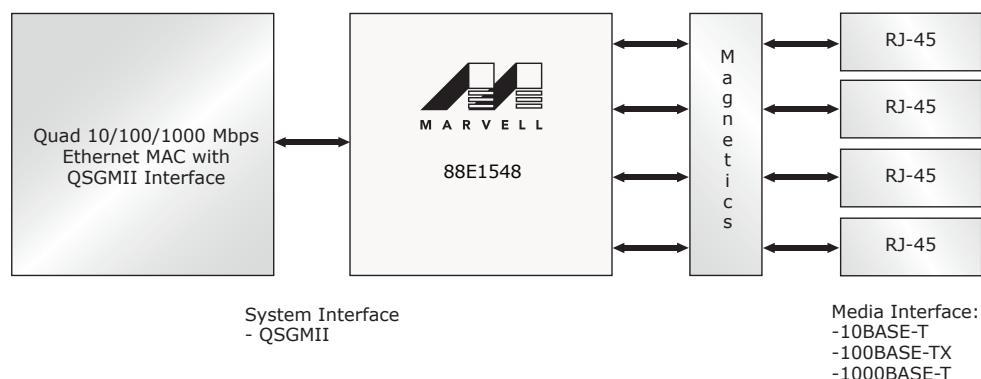 Quad 10/100/1000 Mbps
Ethernet MAC with
QSGMII Interface
MARVELL
88E1548
Magnetics
RJ-45
RJ-45
RJ-45
RJ-45
System Interface
- QSGMII
Media Interface:
-10BASE-T
-100BASE-TX
-1000BASE-T